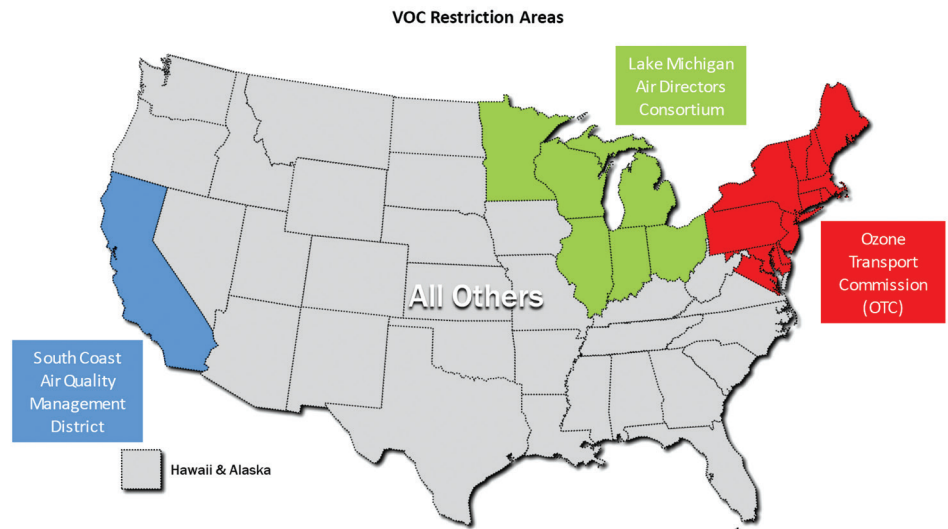 VOC Restriction Areas
Lake Michigan
Air Directors
Consortium
Ozone
Transport
Commission
(OTC)
All Others
South Coast
Air Quality
Management
District
Hawaii & Alaska